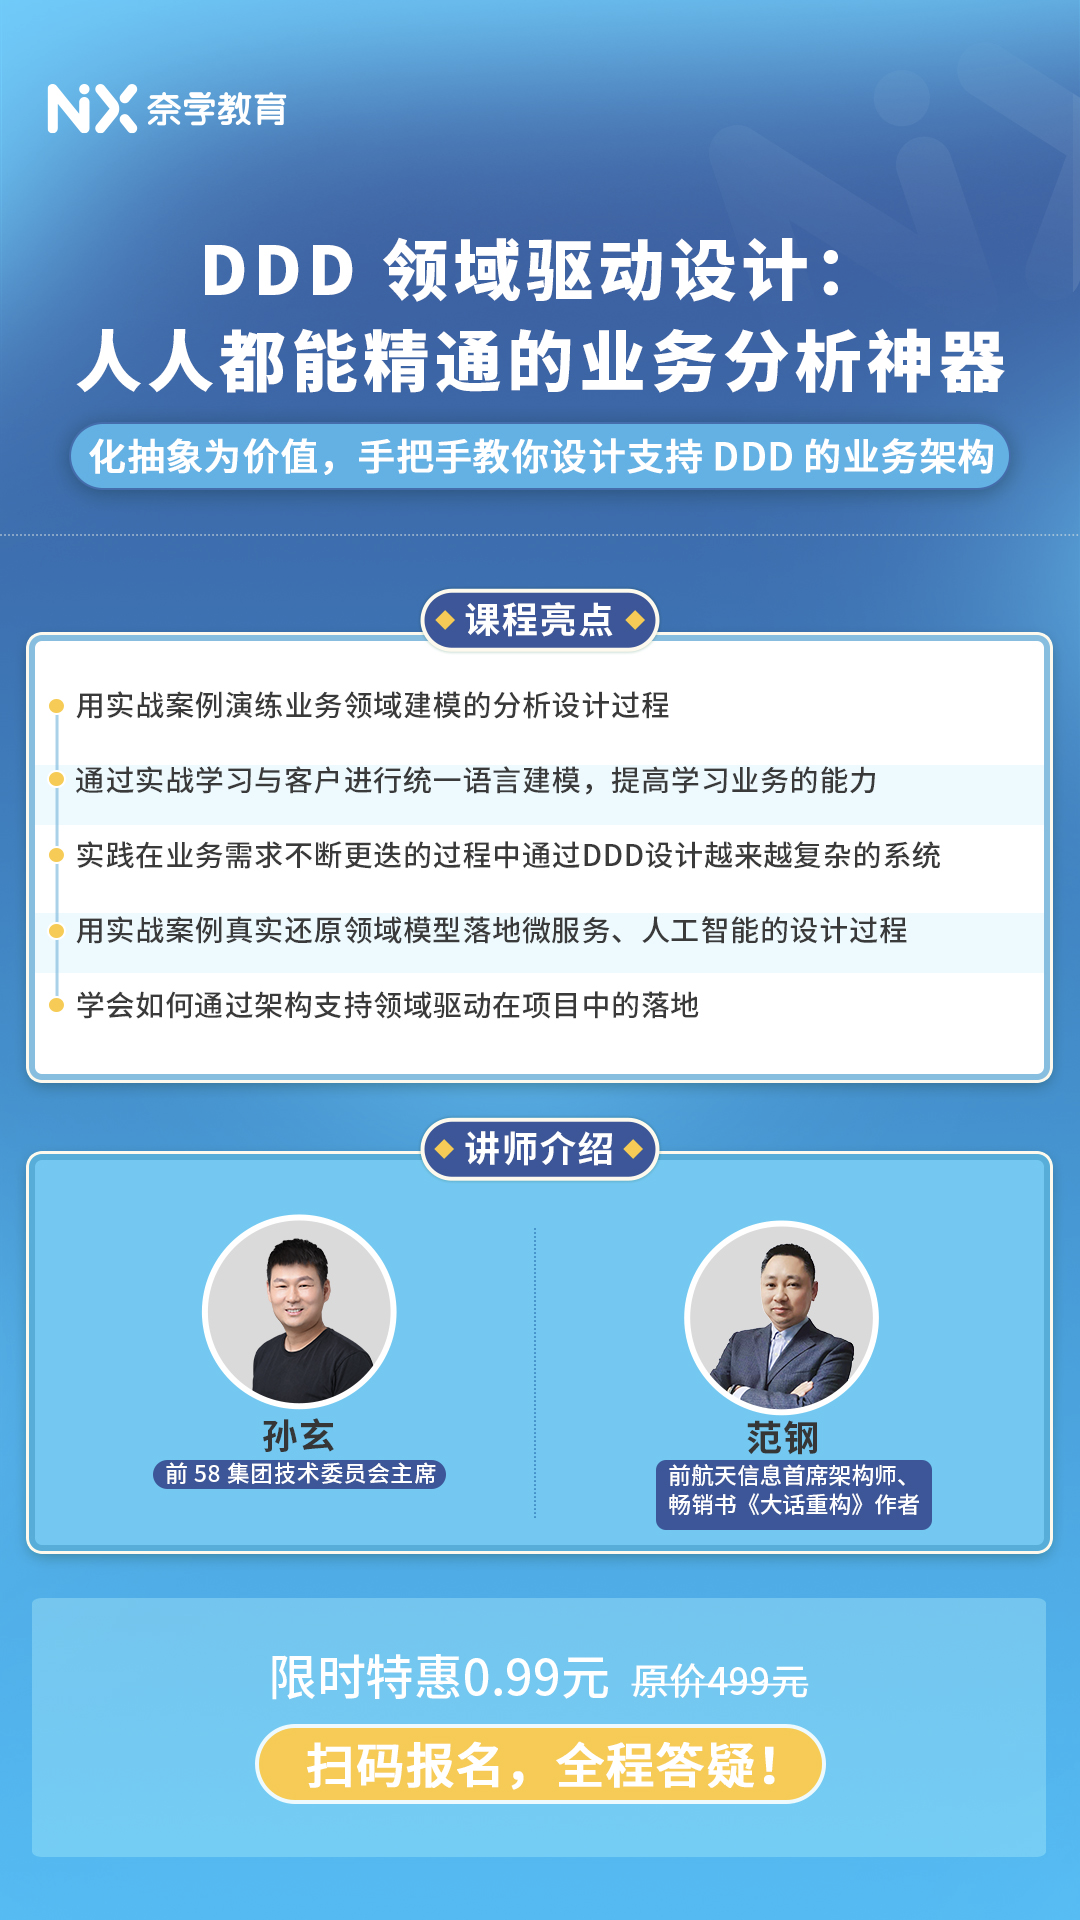 NiX 奈学教育
DDD 领域驱动设计：
人人都能精通的业务分析神器
化抽象为价值，手把手教你设计支持 DDD 的业务架构
课程亮点
用实战案例演练业务领域建模的分析设计过程
通过实战学习与客户进行统一语言建模，提高学习业务的能力
实践在业务需求不断更迭的过程中通过DDD设计越来越复杂的系统
用实战案例真实还原领域模型落地微服务、人工智能的设计过程
学会如何通过架构支持领域驱动在项目中的落地
讲师介绍
孙玄
前 58 集团技术委员会主席
范钢
前航天信息首席架构师、
畅销书《大话重构》作者
限时特惠0.99元 原价499元
扫码报名，全程答疑！